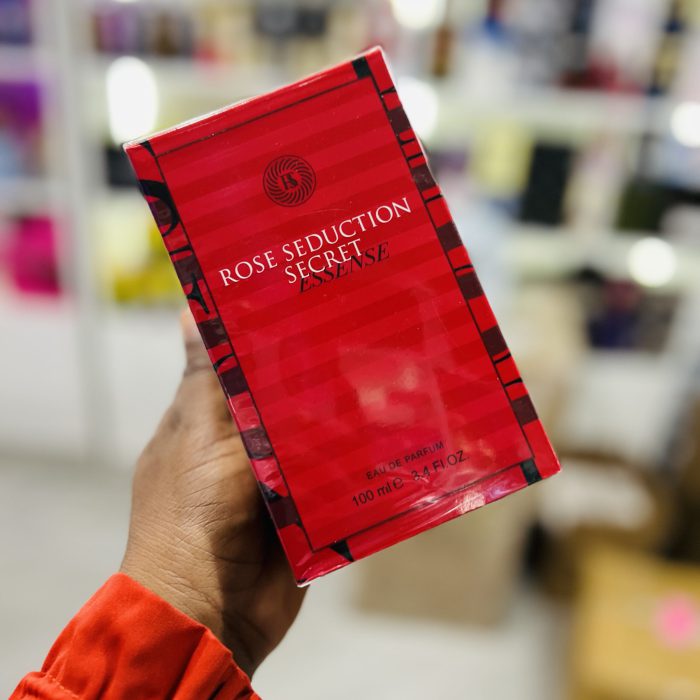 ROSE SEDUCTION
SECRET
ESSENSE
EAU DE PARFUM
100 ml e 3.4 Fl OZ.